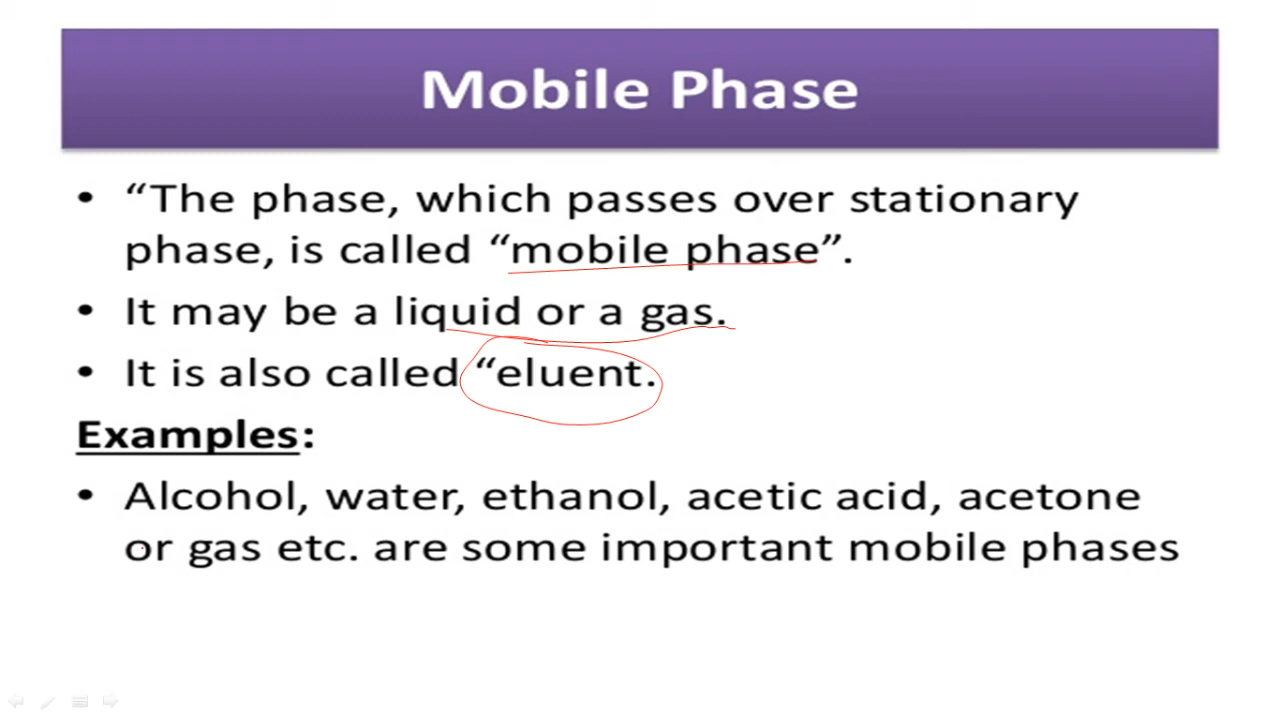 Mobile Phase
• “The phase, which passes over stationary
phase, is called “mobile phase”.
• It may be a liquid or a gas.
• It is also called “eluent.
Examples:
• Alcohol, water, ethanol, acetic acid, acetone
or gas etc. are some important mobile phases